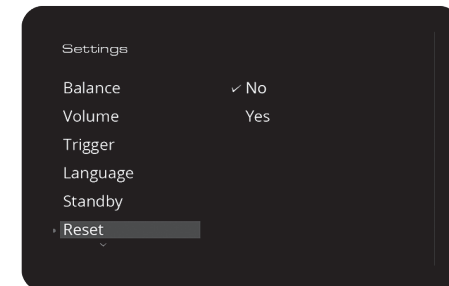 Settings
Balance ✓ No
Volume Yes
Trigger
Language
Standby
Reset